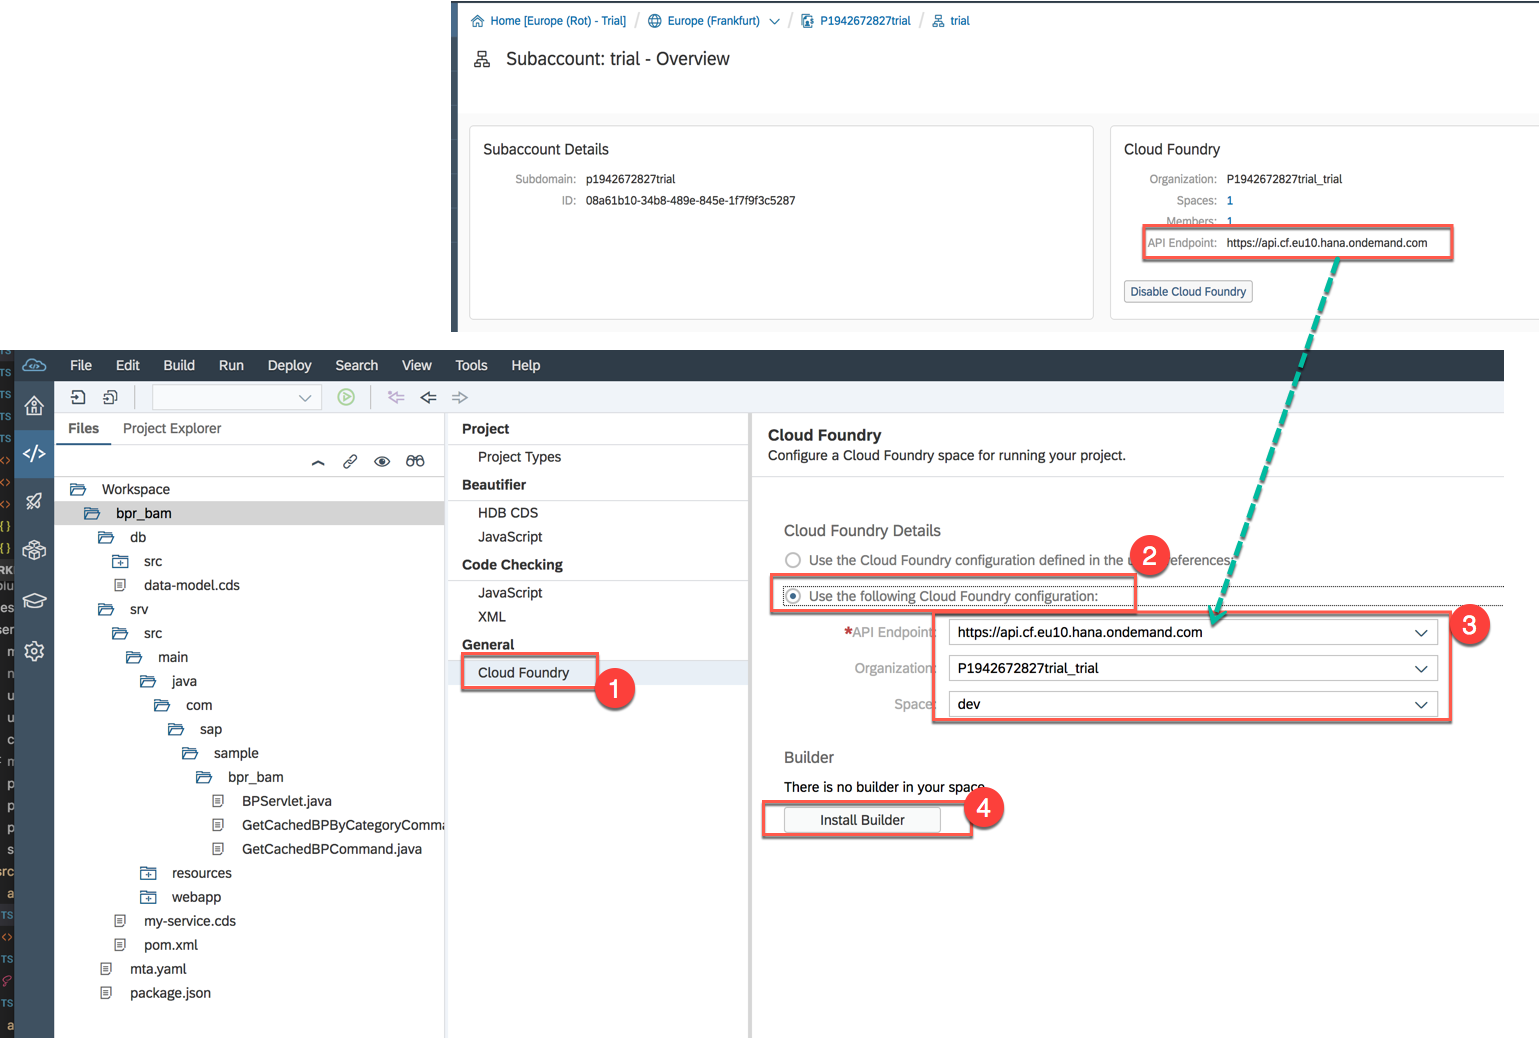 Home [Europe (Rot) - Trial] / Europe (Frankfurt) / P1942672827trial / trial
Subaccount: trial - Overview
Subaccount Details
Subdomain: p1942672827trial
ID: 08a61b10-34b8-489e-845e-1f7f9f3c5287
Cloud Foundry
Organization: P1942672827trial_trial
Spaces: 1
Members: 1
API Endpoint: https://api.cf.eu10.hana.ondemand.com
Disable Cloud Foundry
File Edit Build Run Deploy Search View Tools Help
Files Project Explorer
Workspace
bpr_bam
db
src
data-model.cds
srv
src
main
java
com
sap
sample
bpr_bam
BPServlet.java
GetCachedBPByCategoryComma
GetCachedBPCommand.java
resources
webapp
my-service.cds
pom.xml
mta.yaml
package.json
Project
Project Types
Beautifier
HDB CDS
JavaScript
Code Checking
JavaScript
XML
General
Cloud Foundry
1
Cloud Foundry
Configure a Cloud Foundry space for running your project.
Cloud Foundry Details
Use the Cloud Foundry configuration defined in the u eferences:
2
Use the following Cloud Foundry configuration:
3
*API Endpoint: https://api.cf.eu10.hana.ondemand.com
Organization: P1942672827trial_trial
Space: dev
Builder
There is no builder in your space
4
Install Builder